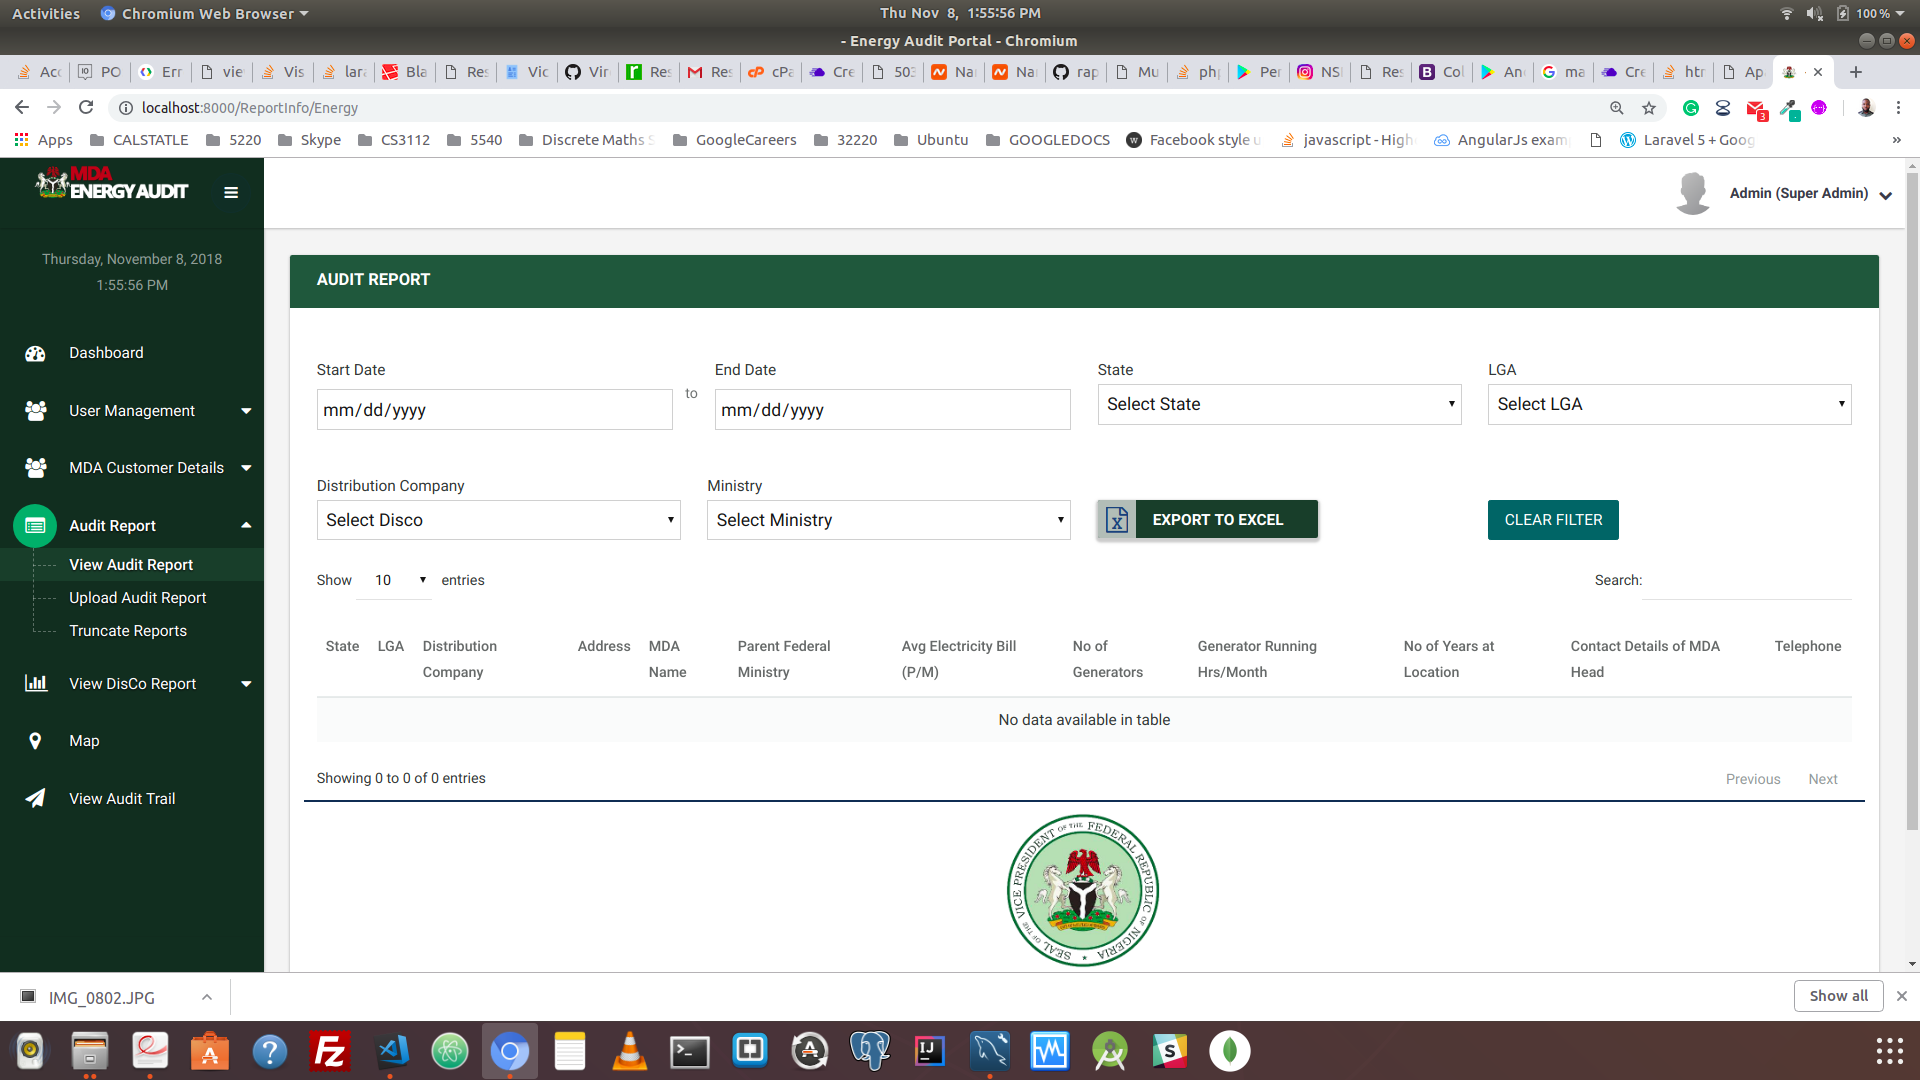 Activities Chromium Web Browser Thu Nov 8, 1:55:56 PM 100 %
- Energy Audit Portal - Chromium
Acc PO Err vie Vis lara Bla Res Vic Vir Res Res cPa Cre 503 Nai Nai rap Mu php Per NS Res Col An ma Cre htr Ap
localhost:8000/ReportInfo/Energy 3
Apps CALSTATLE 5220 Skype CS3112 5540 Discrete Maths S GoogleCareers 32220 Ubuntu GOOGLEDOCS Facebook style u javascript - High AngularJs exam Laravel 5 + Goog »
MDA
ENERGY AUDIT
Admin (Super Admin)
Thursday, November 8, 2018
1:55:56 PM
Dashboard
User Management
MDA Customer Details
Audit Report
View Audit Report
Upload Audit Report
Truncate Reports
View DisCo Report
Map
View Audit Trail
AUDIT REPORT
Start Date End Date State LGA
mm/dd/yyyy to mm/dd/yyyy Select State Select LGA
Distribution Company Ministry
Select Disco Select Ministry EXPORT TO EXCEL CLEAR FILTER
Show 10 entries Search:
State LGA Distribution Company Address MDA Name Parent Federal Ministry Avg Electricity Bill (P/M) No of Generators Generator Running Hrs/Month No of Years at Location Contact Details of MDA Head Telephone
No data available in table
Showing 0 to 0 of 0 entries Previous Next
SEAL OF THE VICE PRESIDENT OF THE FEDERAL REPUBLIC OF NIGERIA
IMG_0802.JPG Show all